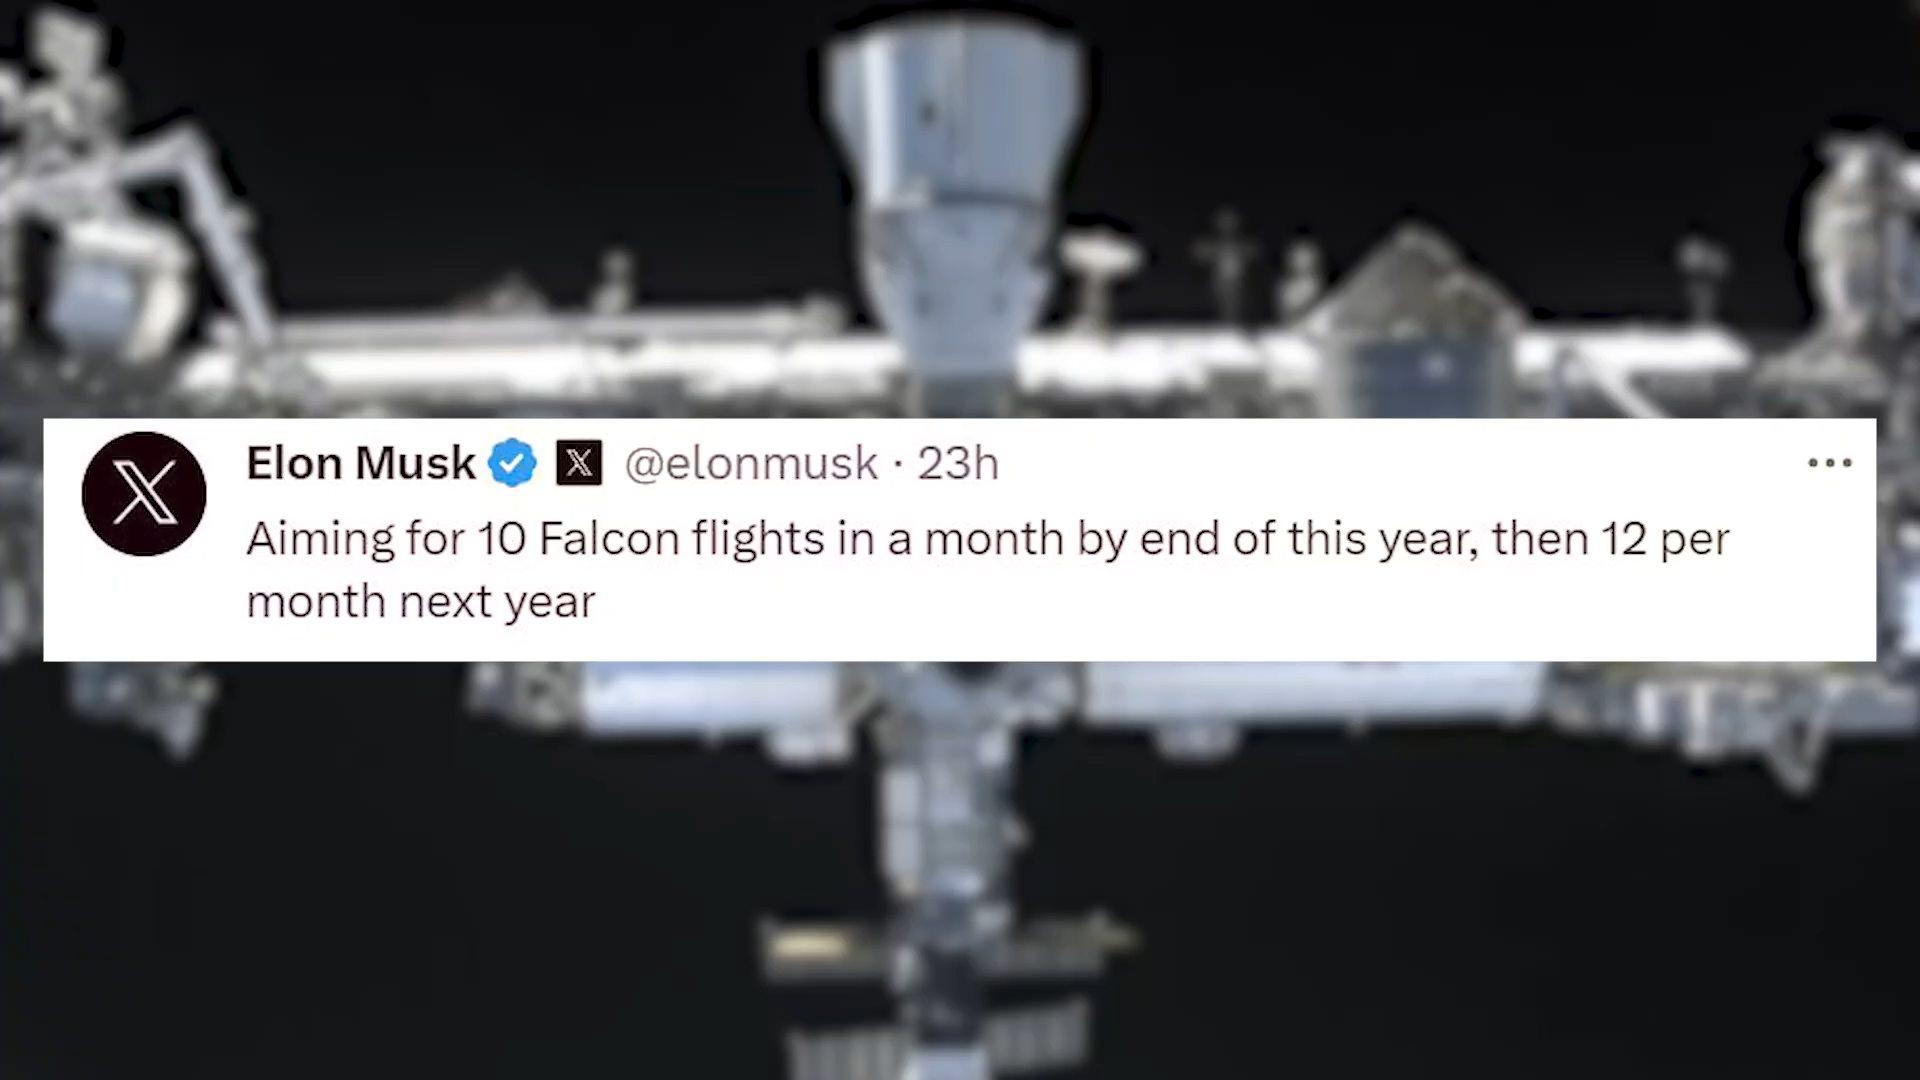 Elon Musk @elonmusk · 23h
Aiming for 10 Falcon flights in a month by end of this year, then 12 per
month next year